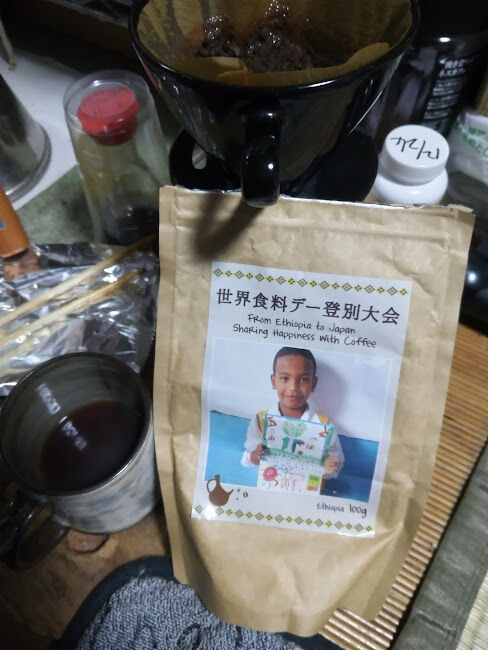 世界食料デー登別大会
From Ethiopia to Japan
Sharing Happiness With Coffee
Ethiopia 100g